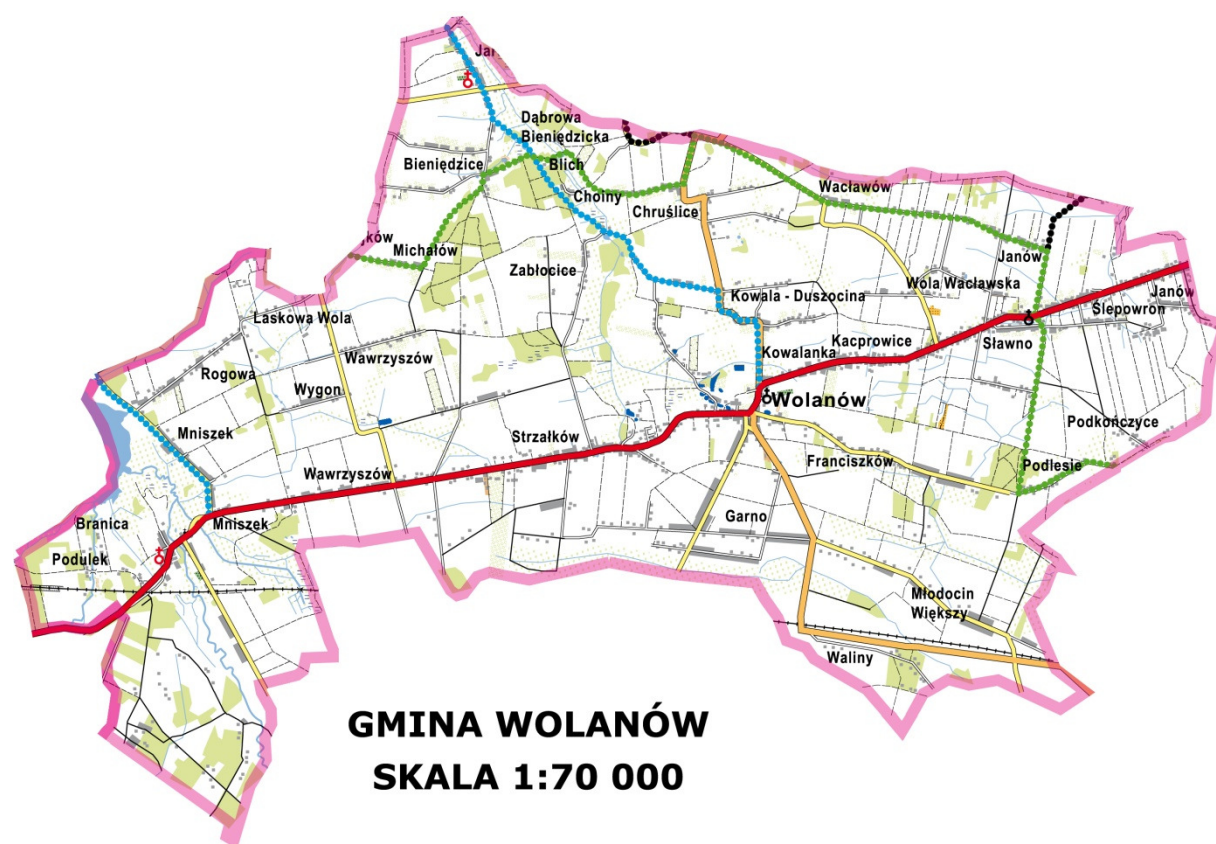 Dąbrowa
Bieniędzicka
Bieniędzice
Blich
Choiny
Chruślice
Wacławów
Michałów
Janów
Zabłocice
Wola Wacławska
Kowala - Duszocina
Janów
Ślepowron
Laskowa Wola
Wawrzyszów
Kacprowice
Sławno
Kowalanka
Rogowa
Wygon
Wolanów
Mniszek
Strzałków
Podkończyce
Wawrzyszów
Franciszków
Podlesie
Garno
Branica
Mniszek
Podulek
Młodocin
Większy
Waliny
GMINA WOLANÓW
SKALA 1:70 000